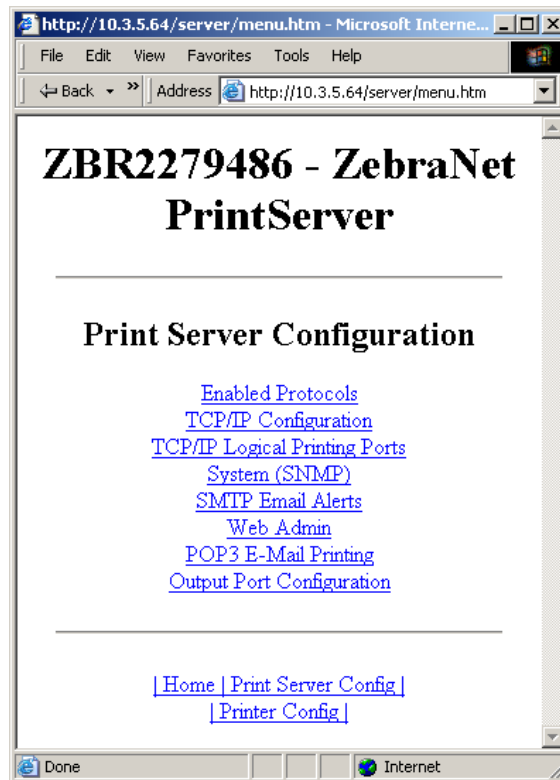 http://10.3.5.64/server/menu.htm - Microsoft Interne...
File Edit View Favorites Tools Help
Back » Address http://10.3.5.64/server/menu.htm
ZBR2279486 - ZebraNet
PrintServer
Print Server Configuration
Enabled Protocols
TCP/IP Configuration
TCP/IP Logical Printing Ports
System (SNMP)
SMTP Email Alerts
Web Admin
POP3 E-Mail Printing
Output Port Configuration
| Home | Print Server Config |
| Printer Config |
Done Internet